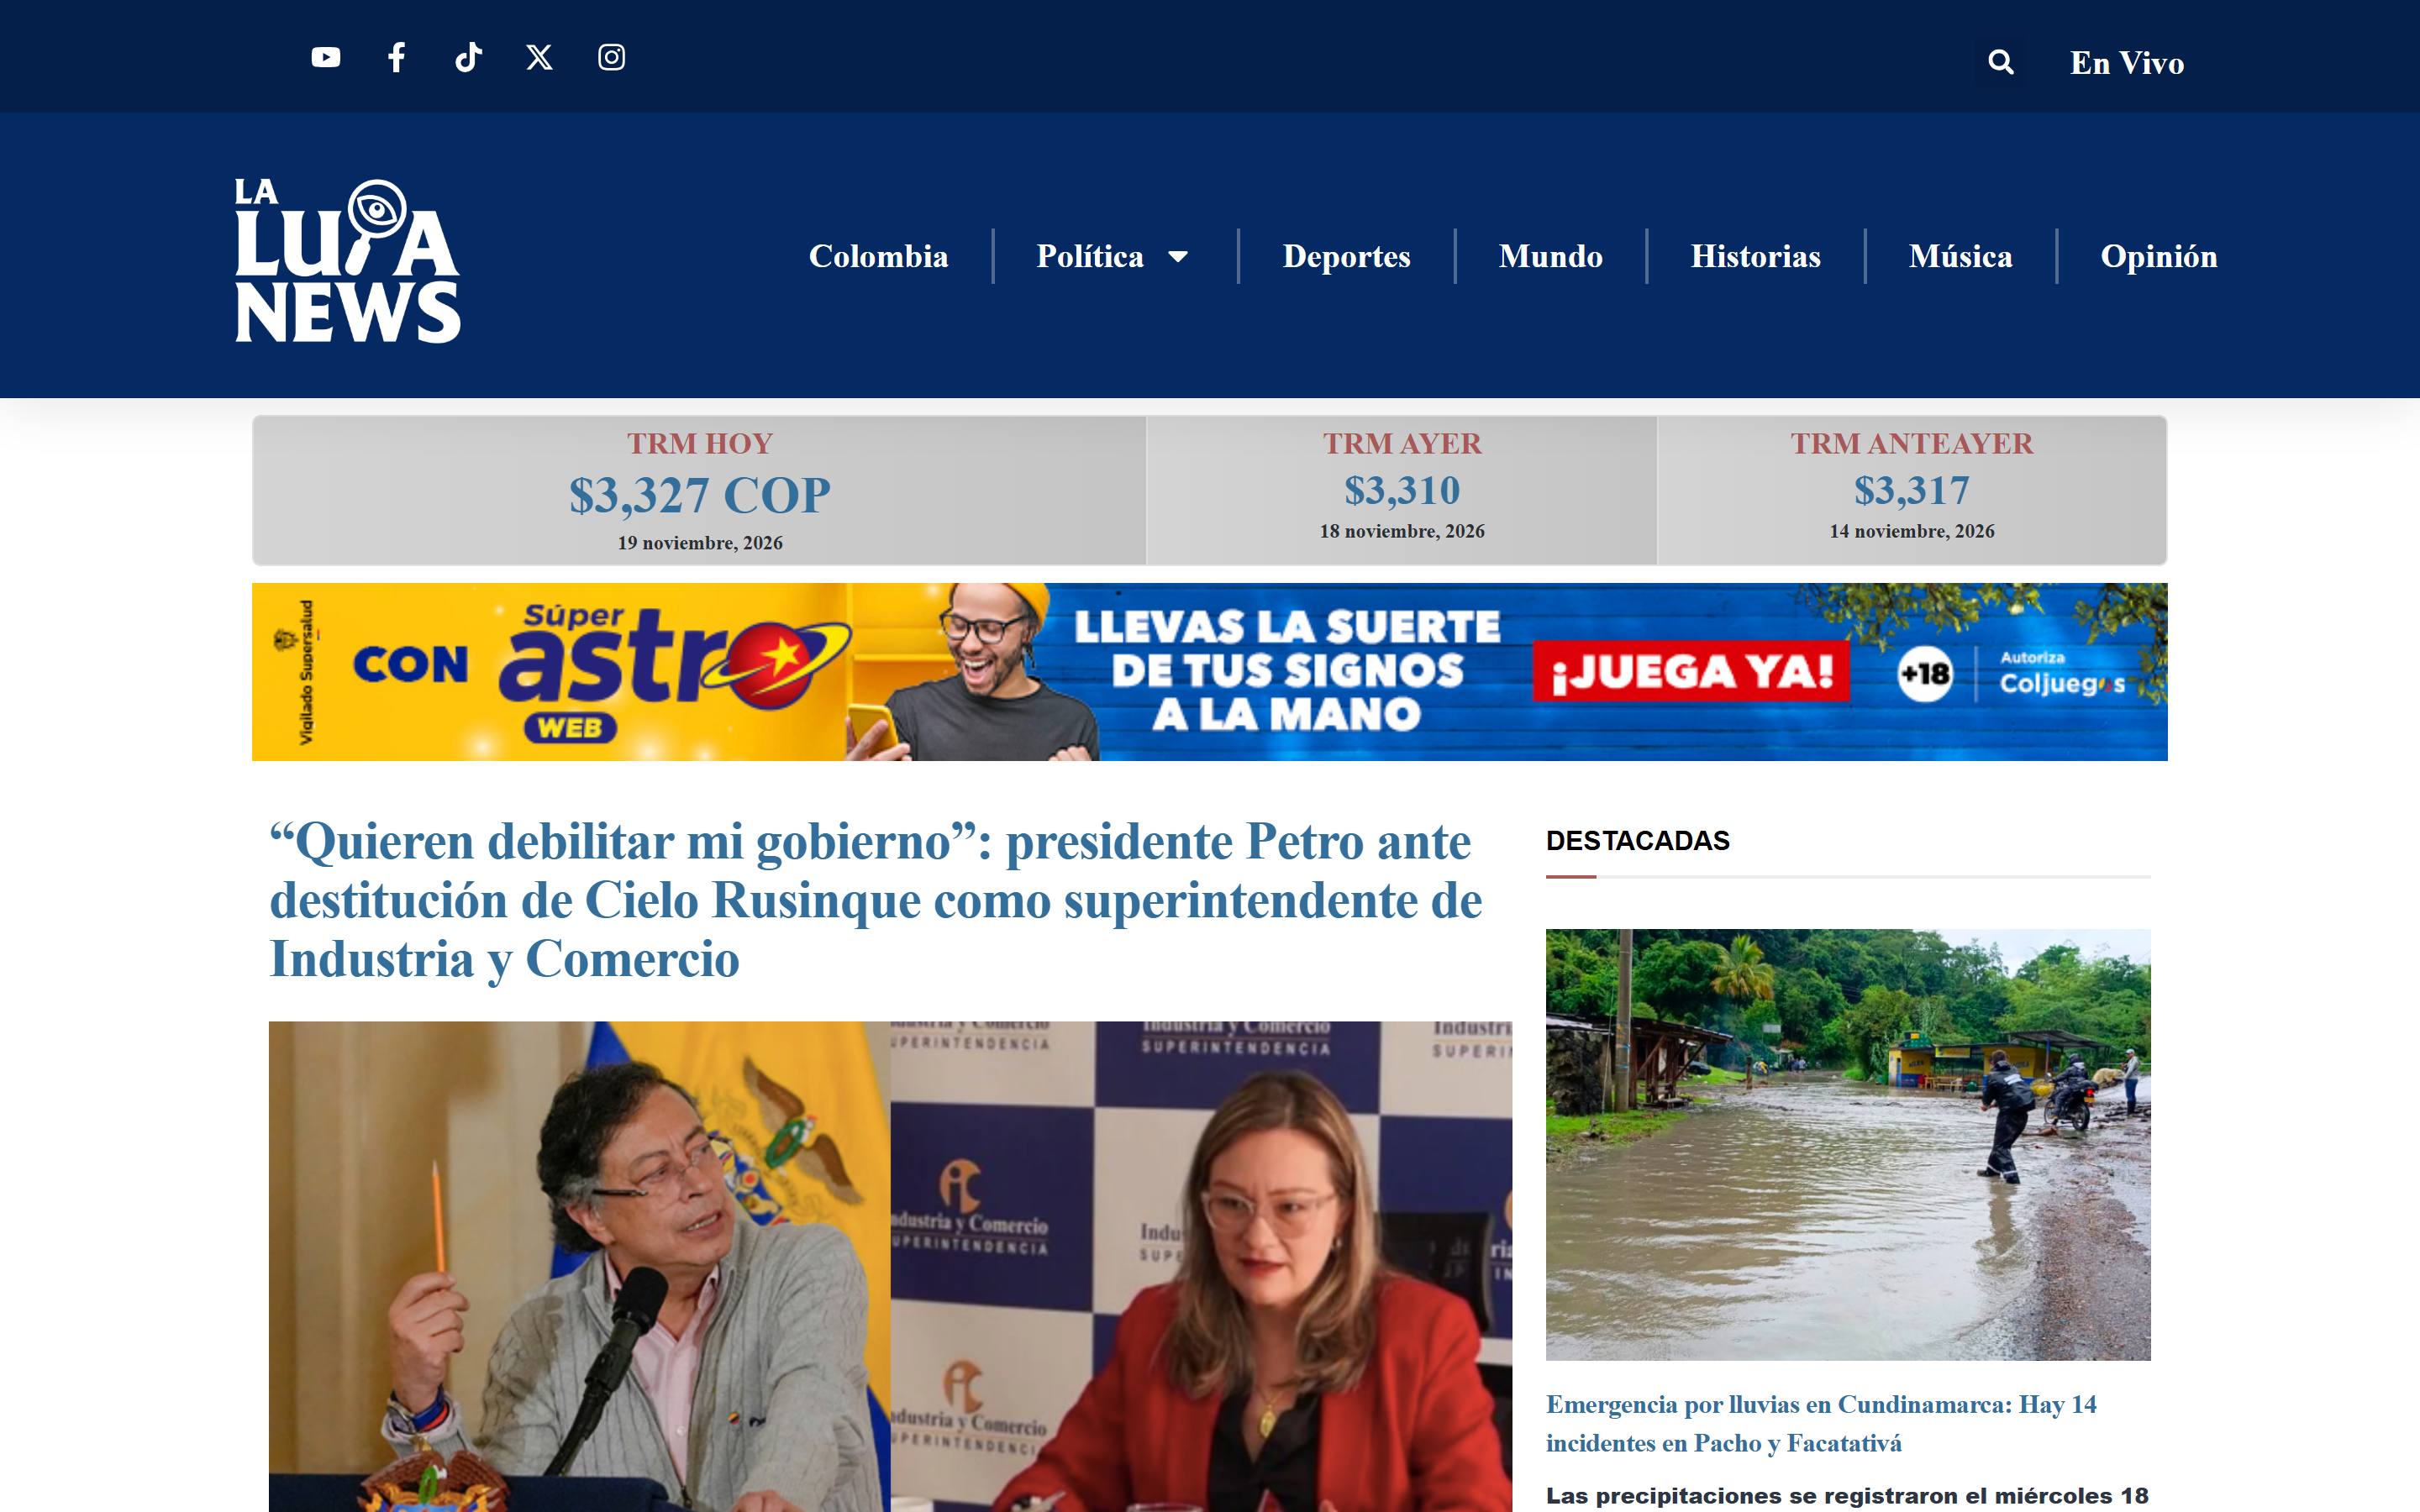 En Vivo
LA
LUPA
NEWS
Colombia
Política
Deportes
Mundo
Historias
Música
Opinión
TRM HOY
$3,327 COP
19 noviembre, 2026
TRM AYER
$3,310
18 noviembre, 2026
TRM ANTEAYER
$3,317
14 noviembre, 2026
Vigilado Supersalud
CON Súper astro WEB
LLEVAS LA SUERTE
DE TUS SIGNOS
A LA MANO
¡JUEGA YA!
+18
Autoriza
Coljuegos
“Quieren debilitar mi gobierno”: presidente Petro ante
destitución de Cielo Rusinque como superintendente de
Industria y Comercio
Industria y Comercio
SUPERINTENDENCIA
DESTACADAS
Emergencia por lluvias en Cundinamarca: Hay 14
incidentes en Pacho y Facatativá
Las precipitaciones se registraron el miércoles 18